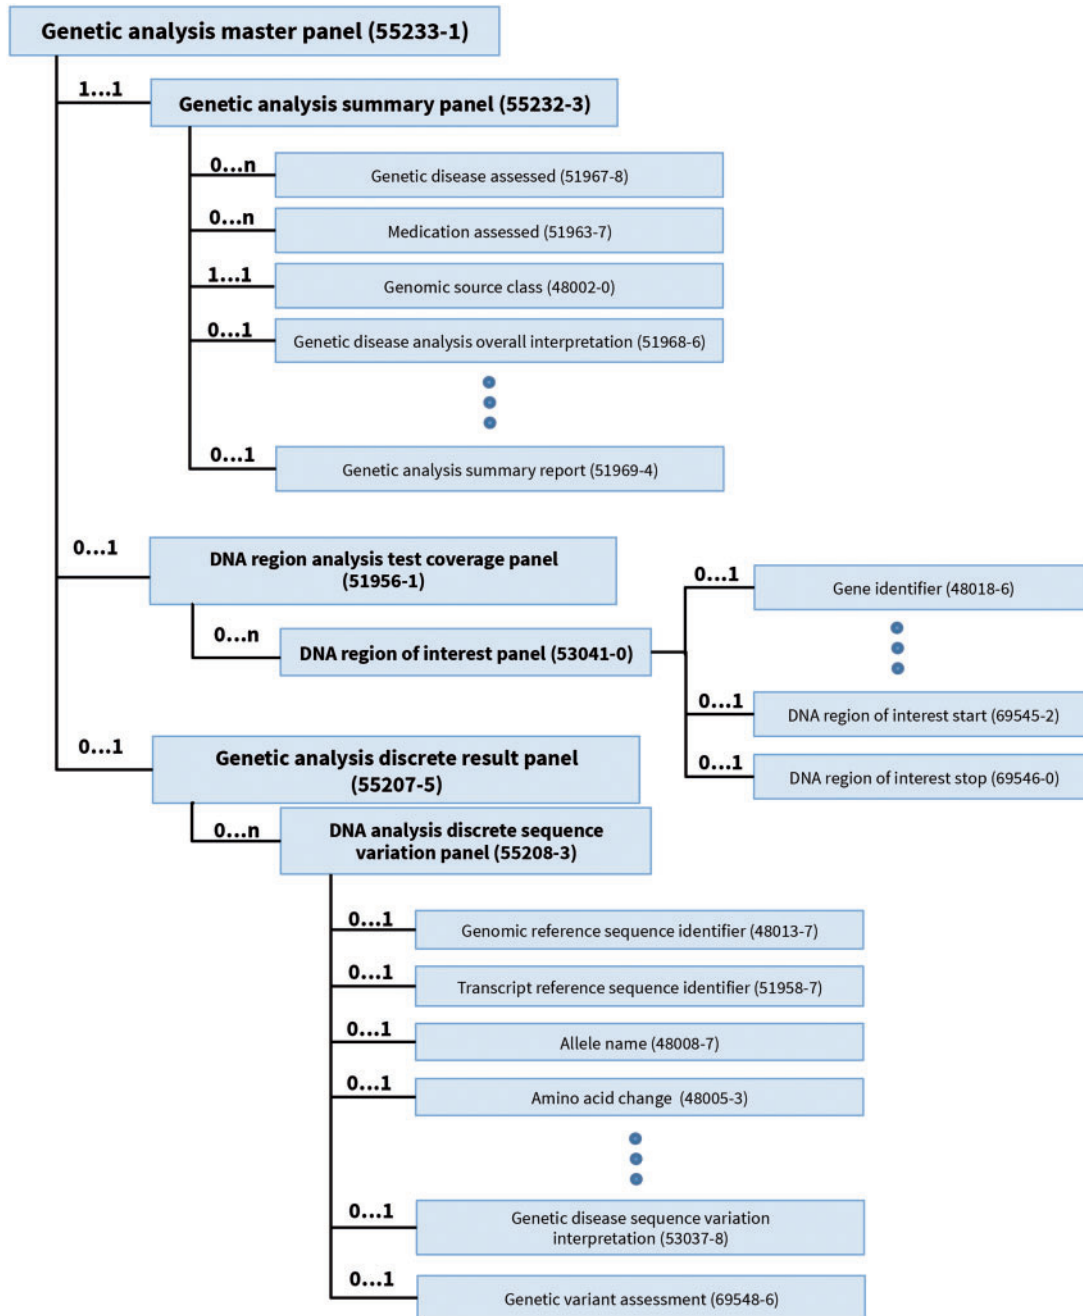 Genetic analysis master panel (55233-1)
1...1
Genetic analysis summary panel (55232-3)
0...n
Genetic disease assessed (51967-8)
0...n
Medication assessed (51963-7)
1...1
Genomic source class (48002-0)
0...1
Genetic disease analysis overall interpretation (51968-6)
0...1
Genetic analysis summary report (51969-4)
0...1
DNA region analysis test coverage panel
(51956-1)
0...n
DNA region of interest panel (53041-0)
0...1
Gene identifier (48018-6)
0...1
DNA region of interest start (69545-2)
0...1
DNA region of interest stop (69546-0)
0...1
Genetic analysis discrete result panel
(55207-5)
0...n
DNA analysis discrete sequence
variation panel (55208-3)
0...1
Genomic reference sequence identifier (48013-7)
0...1
Transcript reference sequence identifier (51958-7)
0...1
Allele name (48008-7)
0...1
Amino acid change (48005-3)
0...1
Genetic disease sequence variation
interpretation (53037-8)
0...1
Genetic variant assessment (69548-6)